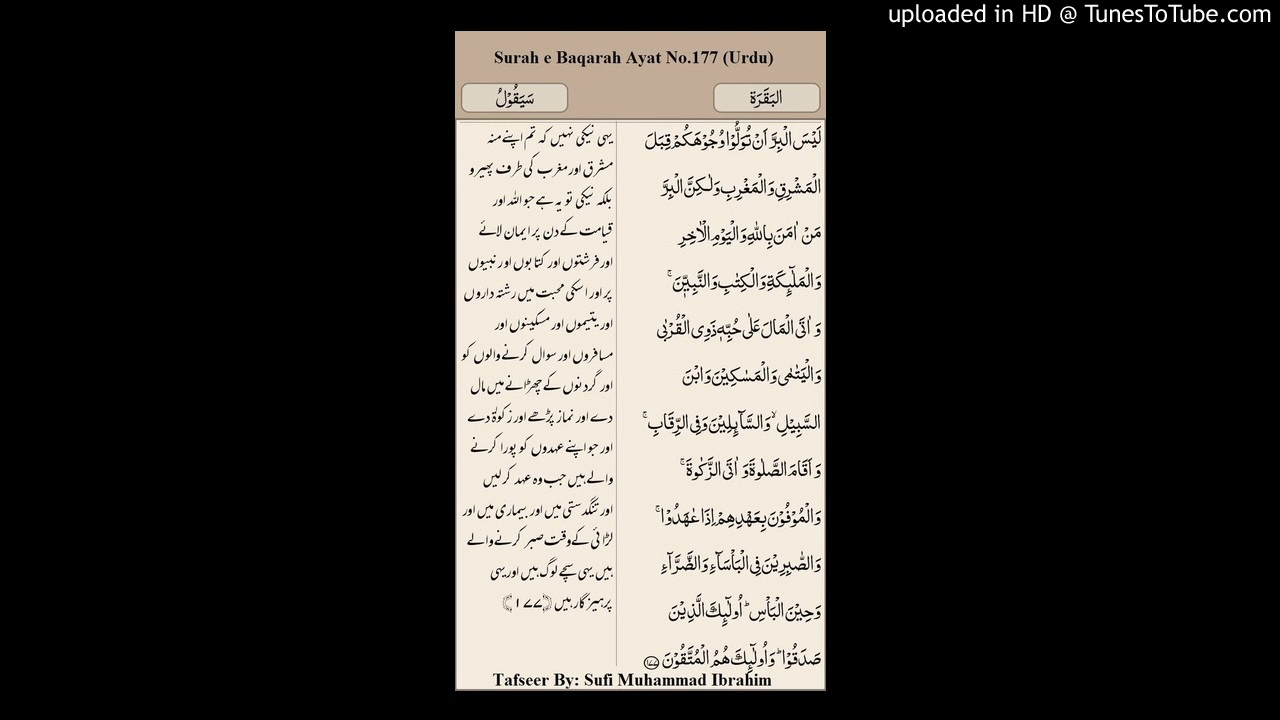 uploaded in HD @ TunesToTube.com
Surah e Baqarah Ayat No.177 (Urdu)
البَقَرَة
سَيَقُوْلُ
لَيْسَ الْبِرَّ اَنْ تُوَلُّوْا وُجُوْهَكُمْ قِبَلَ
الْمَشْرِقِ وَالْمَغْرِبِ وَلٰكِنَّ الْبِرَّ
مَنْ اٰمَنَ بِاللّٰهِ وَالْيَوْمِ الْاٰخِرِ
وَالْمَلٰٓئِكَةِ وَالْكِتٰبِ وَالنَّبِيّٖنَ ۚ
وَ اٰتَى الْمَالَ عَلٰى حُبِّهٖ ذَوِى الْقُرْبٰى
وَالْيَتٰمٰى وَالْمَسٰكِيْنَ وَابْنَ
السَّبِيْلِ ۙ وَالسَّآئِلِيْنَ وَفِى الرِّقَابِ ۚ
وَ اَقَامَ الصَّلٰوةَ وَ اٰتَى الزَّكٰوةَ ۚ
وَالْمُوْفُوْنَ بِعَهْدِهِمْ اِذَا عٰهَدُوْا ۚ
وَالصّٰبِرِيْنَ فِى الْبَاْسَآءِ وَالضَّرَّآءِ
وَحِيْنَ الْبَاْسِ ؕ اُولٰٓئِكَ الَّذِيْنَ
صَدَقُوْا ؕ وَاُولٰٓئِكَ هُمُ الْمُتَّقُوْنَ ۝۱۷۷
یہی نیکی نہیں کہ تم اپنے منہ
مشرق اور مغرب کی طرف پھیرو
بلکہ نیکی تو یہ ہے جو اللہ اور
قیامت کے دن پر ایمان لائے
اور فرشتوں اور کتابوں اور نبیوں
پر اور اسکی محبت میں رشتہ داروں
اور یتیموں اور مسکینوں اور
مسافروں اور سوال کرنے والوں کو
اور گردنوں کے چھڑانے میں مال
دے اور نماز پڑھے اور زکوٰۃ دے
اور جو اپنے عہدوں کو پورا کرنے
والے ہیں جب وہ عہد کر لیں
اور تنگدستی میں اور بیماری میں اور
لڑائی کے وقت صبر کرنے والے
ہیں یہی سچے لوگ ہیں اور یہی
پرہیزگار ہیں ﴿۱۷۷﴾
Tafseer By: Sufi Muhammad Ibrahim